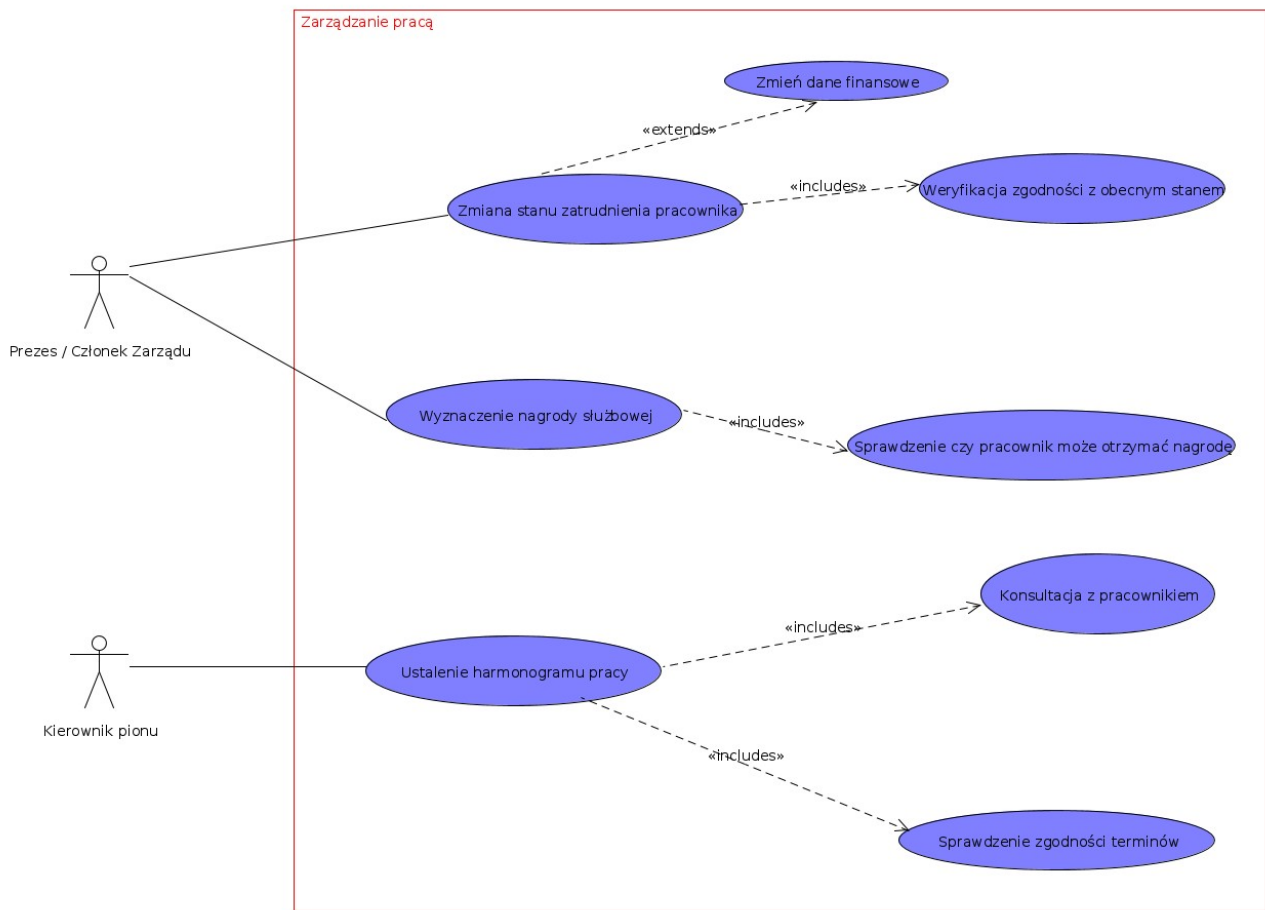 Zarządzanie pracą
Zmień dane finansowe
«extends»
«includes»
Weryfikacja zgodności z obecnym stanem
Zmiana stanu zatrudnienia pracownika
Prezes / Członek Zarządu
Wyznaczenie nagrody służbowej
«includes»
Sprawdzenie czy pracownik może otrzymać nagrodę
Konsultacja z pracownikiem
«includes»
Ustalenie harmonogramu pracy
Kierownik pionu
«includes»
Sprawdzenie zgodności terminów